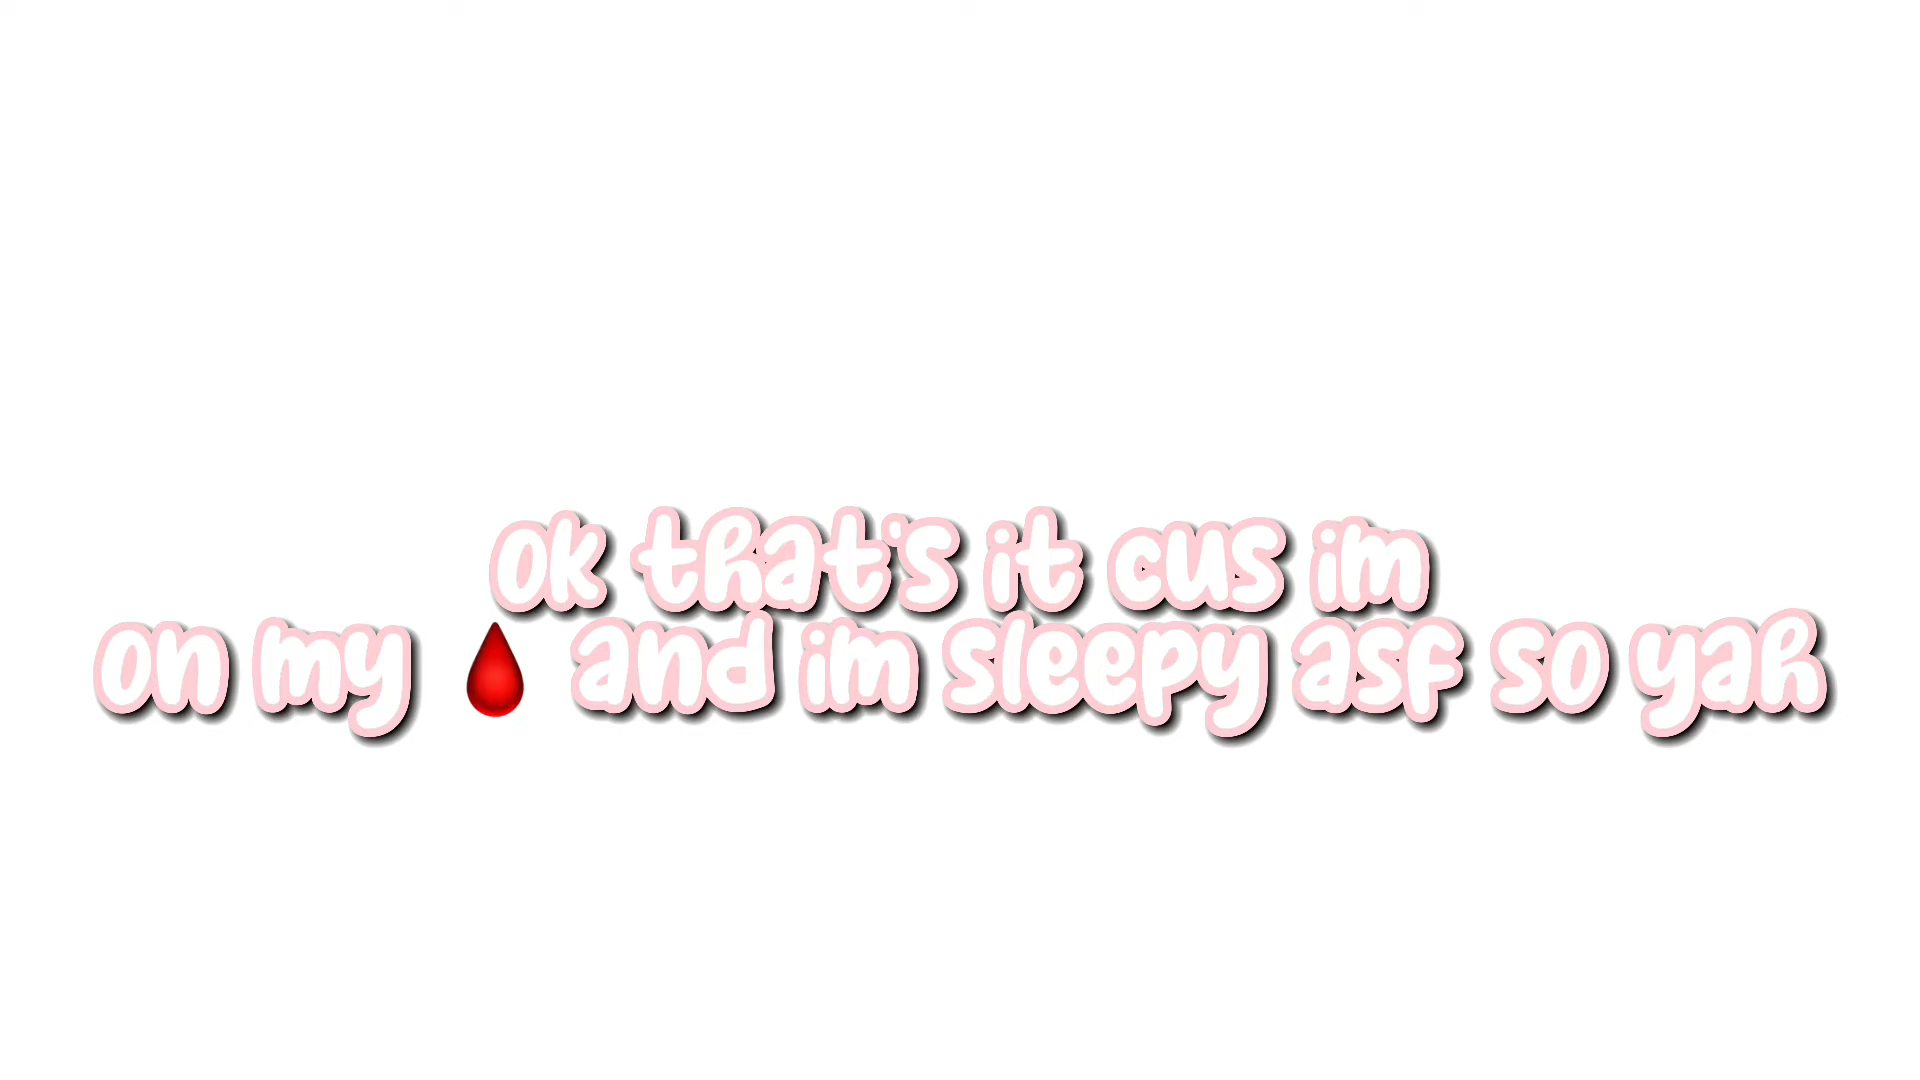 ok that's it cus im
on my 🩸 and im sleepy asf so yah